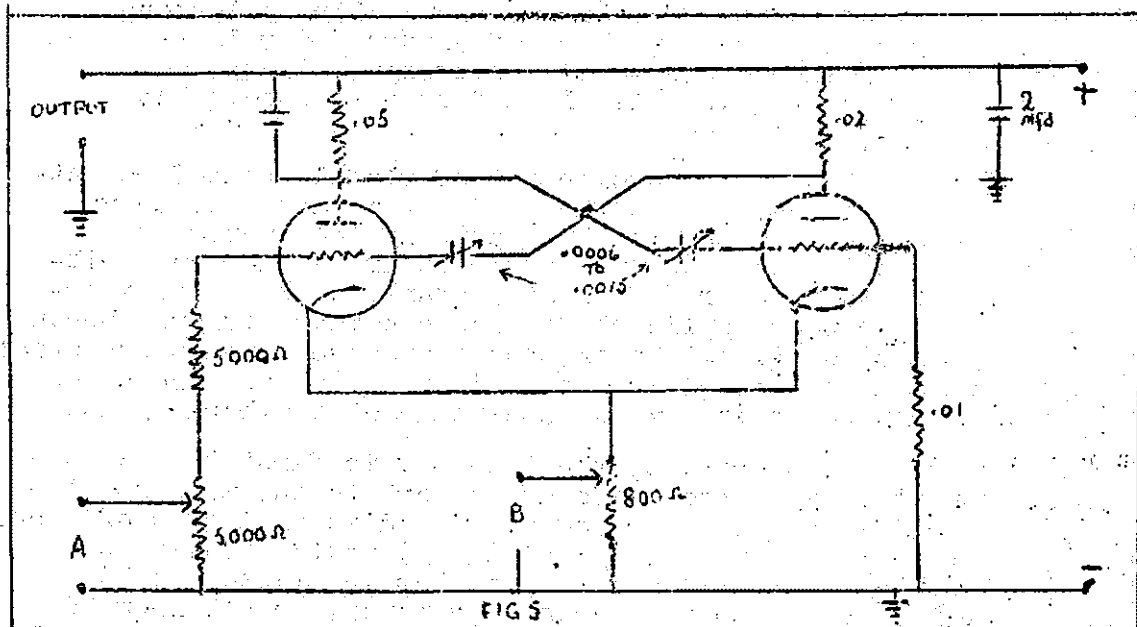 OUTPUT
.05
.02
2
mfd
+
.0006
TO
.0015
5000Ω
.01
B
800Ω
A
5000Ω
-
FIG 5